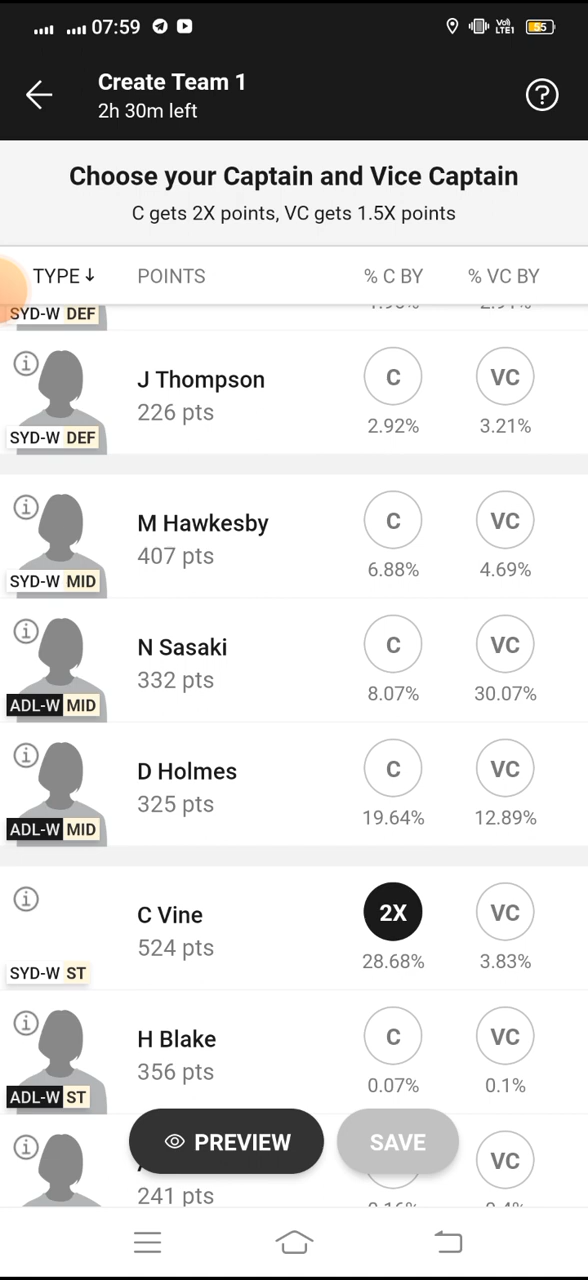 07:59 Vo) LTE1 55
Create Team 1
2h 30m left
Choose your Captain and Vice Captain
C gets 2X points, VC gets 1.5X points
TYPE↓ POINTS % C BY % VC BY
SYD-W DEF
J Thompson C VC
226 pts
SYD-W DEF 2.92% 3.21%
M Hawkesby C VC
407 pts
SYD-W MID 6.88% 4.69%
N Sasaki C VC
332 pts
ADL-W MID 8.07% 30.07%
D Holmes C VC
325 pts
ADL-W MID 19.64% 12.89%
C Vine 2X VC
524 pts
SYD-W ST 28.68% 3.83%
H Blake C VC
356 pts
ADL-W ST 0.07% 0.1%
PREVIEW SAVE
VC
241 pts